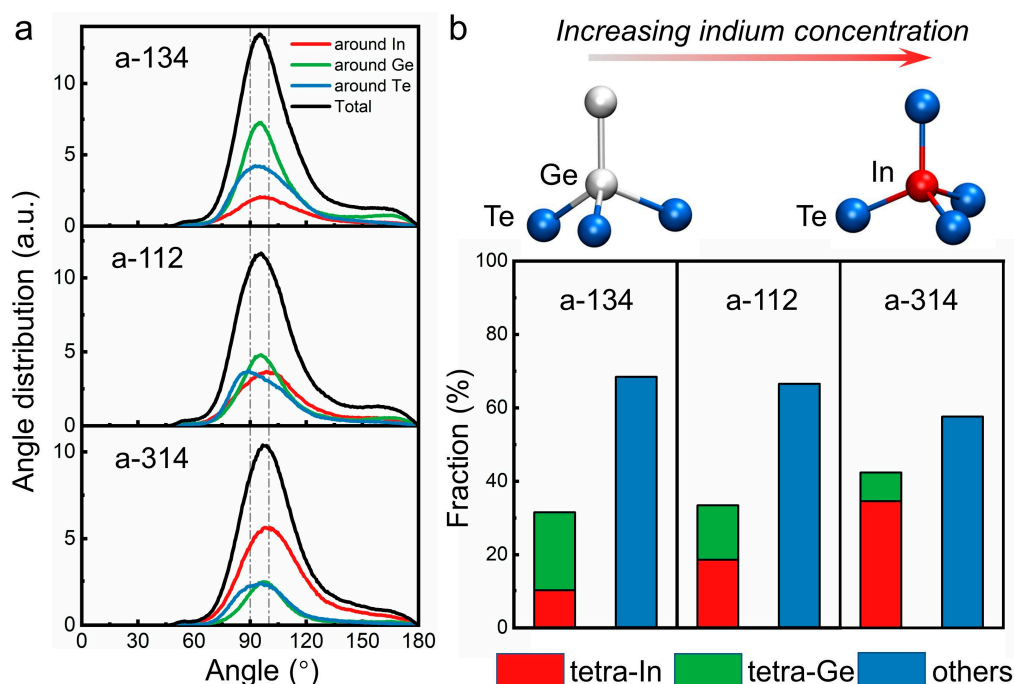 a
a-134
around In
around Ge
around Te
Total
10
5
0
a-112
10
5
0
a-314
10
5
0
0 30 60 90 120 150 180
Angle (°)
Angle distribution (a.u.)
b
Increasing indium concentration
Ge
Te
In
Te
a-134
a-112
a-314
100
80
60
40
20
0
Fraction (%)
tetra-In tetra-Ge others